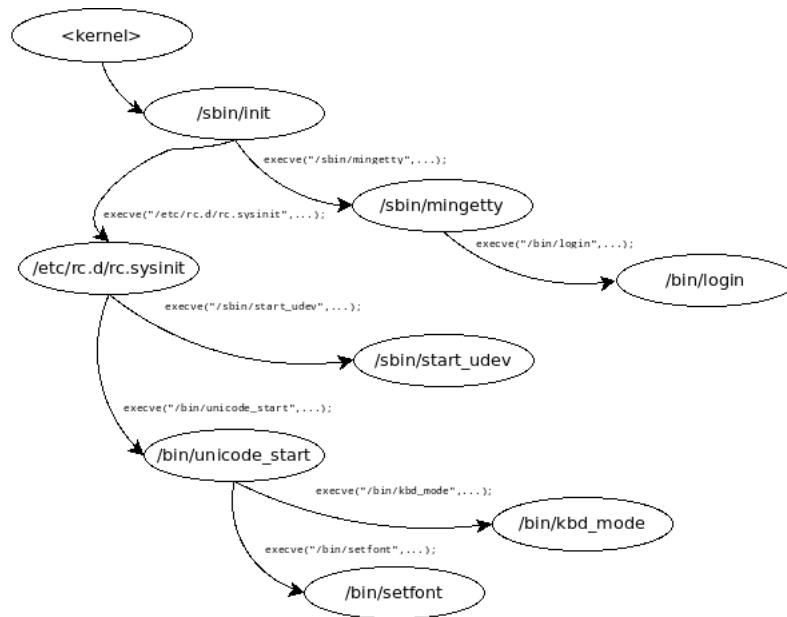 <kernel>
/sbin/init
execve("/sbin/mingetty",...);
/sbin/mingetty
execve("/etc/rc.d/rc.sysinit",...);
execve("/bin/login",...);
/etc/rc.d/rc.sysinit
/bin/login
execve("/sbin/start_udev",...);
/sbin/start_udev
execve("/bin/unicode_start",...);
/bin/unicode_start
execve("/bin/kbd_mode",...);
/bin/kbd_mode
execve("/bin/setfont",...);
/bin/setfont